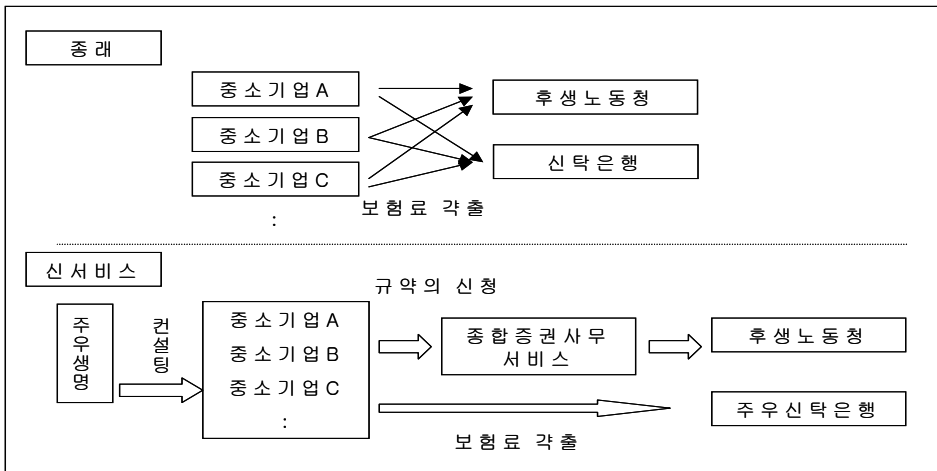 종래
중소기업A
중소기업B
중소기업C
:
후생노동청
신탁은행
보험료 갹출
신서비스
규약의 신청
주우생명
컨설팅
중소기업A
중소기업B
중소기업C
:
종합증권사무
서비스
후생노동청
주우신탁은행
보험료 갹출